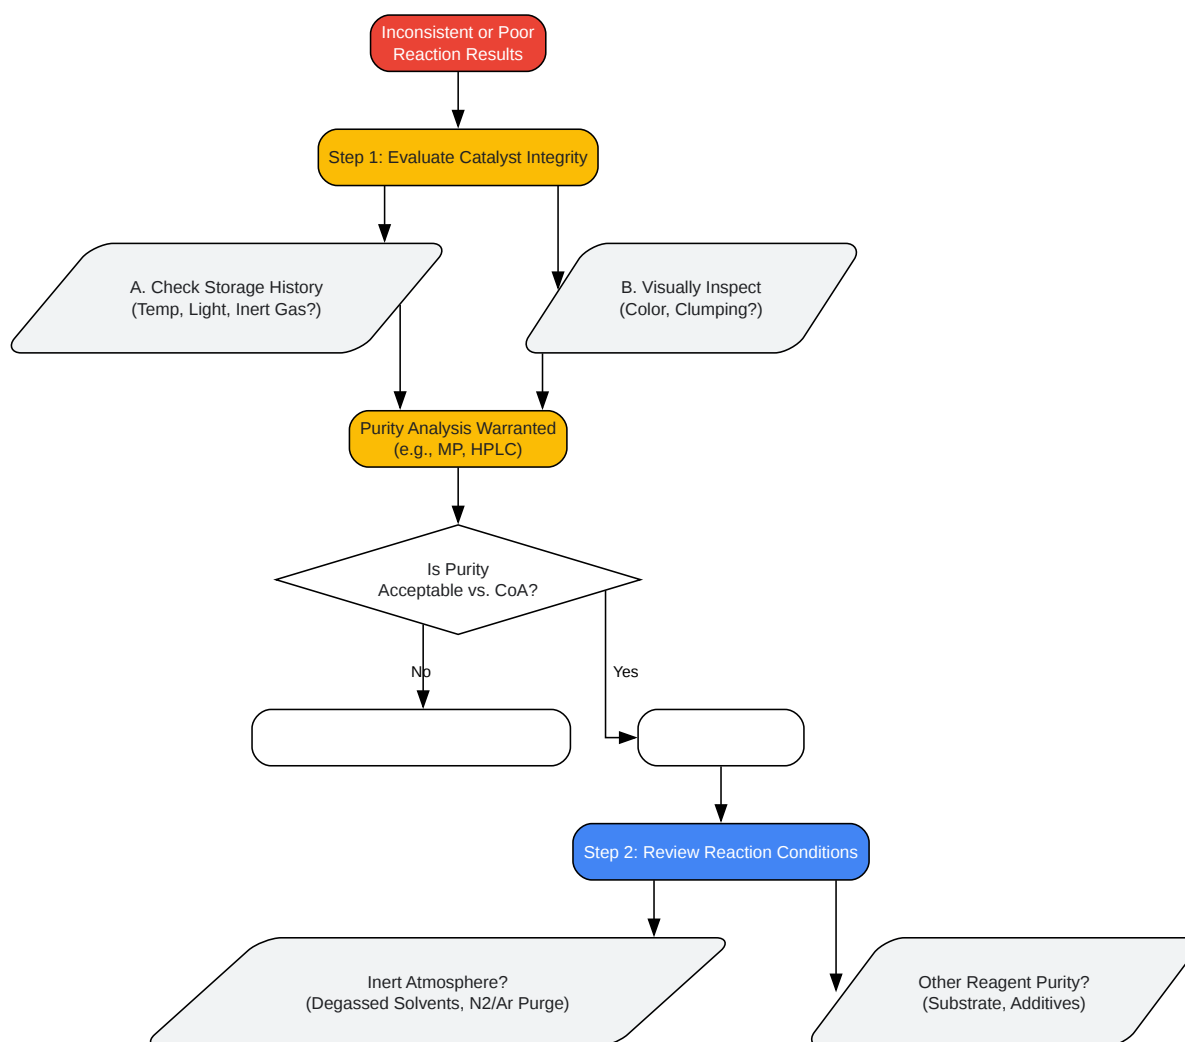 Inconsistent or Poor
Reaction Results
Step 1: Evaluate Catalyst Integrity
A. Check Storage History
(Temp, Light, Inert Gas?)
B. Visually Inspect
(Color, Clumping?)
Purity Analysis Warranted
(e.g., MP, HPLC)
Is Purity
Acceptable vs. CoA?
No
Yes
Step 2: Review Reaction Conditions
Inert Atmosphere?
(Degassed Solvents, N2/Ar Purge)
Other Reagent Purity?
(Substrate, Additives)